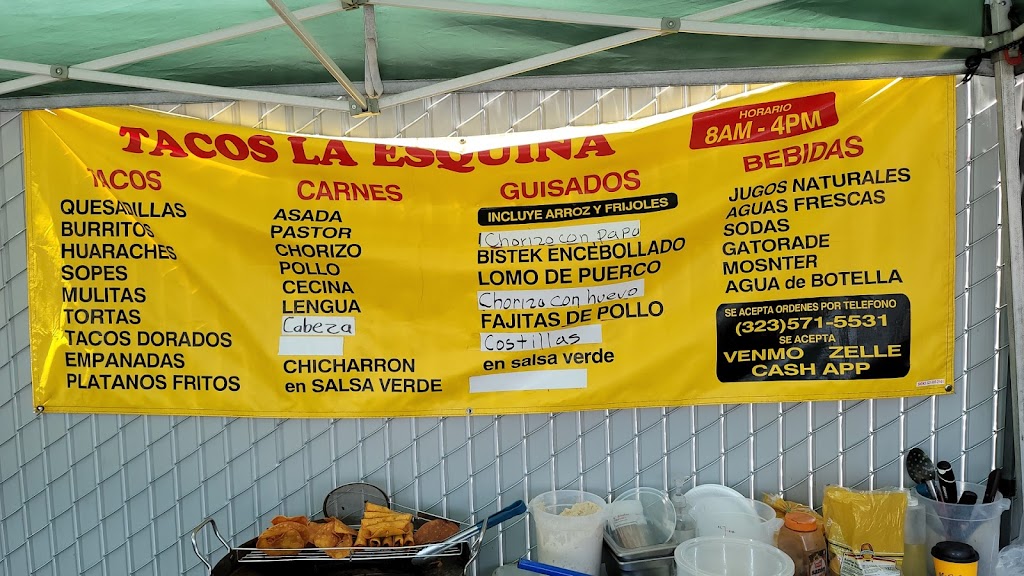 TACOS LA ESQUINA
HORARIO
8AM - 4PM
TACOS
QUESADILLAS
BURRITOS
HUARACHES
SOPES
MULITAS
TORTAS
TACOS DORADOS
EMPANADAS
PLATANOS FRITOS
CARNES
ASADA
PASTOR
CHORIZO
POLLO
CECINA
LENGUA
Cabeza
CHICHARRON
en SALSA VERDE
GUISADOS
INCLUYE ARROZ Y FRIJOLES
Chorizo con papa
BISTEK ENCEBOLLADO
LOMO DE PUERCO
Chorizo con huevo
FAJITAS DE POLLO
Costillas
en salsa verde
BEBIDAS
JUGOS NATURALES
AGUAS FRESCAS
SODAS
GATORADE
MOSNTER
AGUA de BOTELLA
SE ACEPTA ORDENES POR TELEFONO
(323)571-5531
SE ACEPTA
VENMO ZELLE
CASH APP